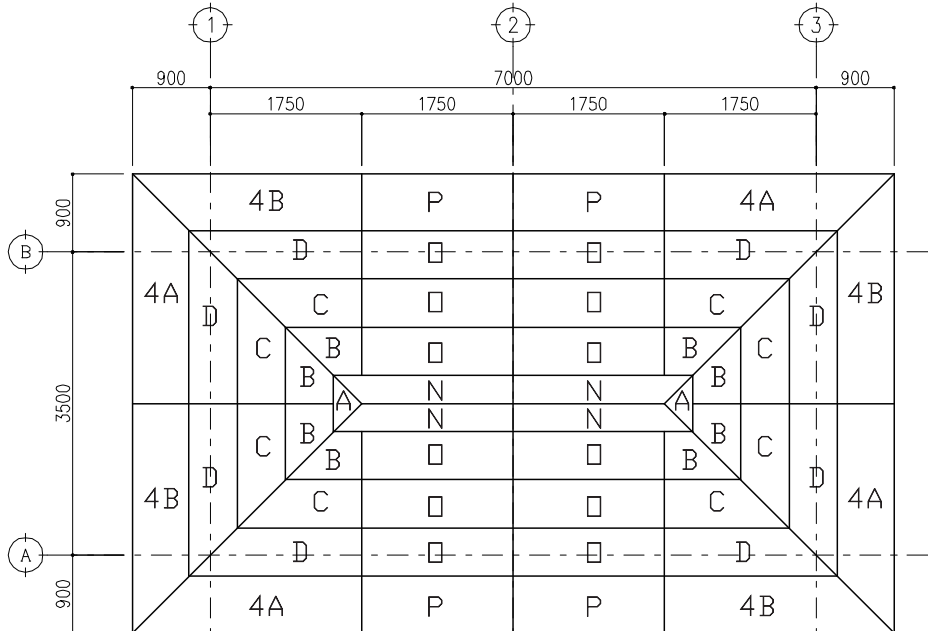 1 2 3
900 7000 900
1750 1750 1750 1750
900 4B P P 4A
B D O O D
4A C O O C 4B
D D
C B O O B C
B B
N N
3500 A A
N N
B B
C B O O B C
D D
4B C O O C 4A
A D O O D
900 4A P P 4B